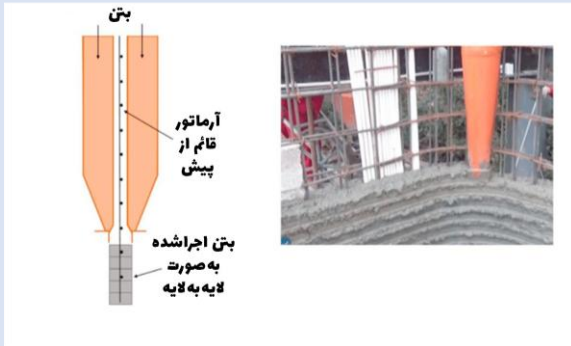 بتن
آرماتور
قائم از
پیش
بتن اجراشده
به‌صورت
لایه‌به‌لایه